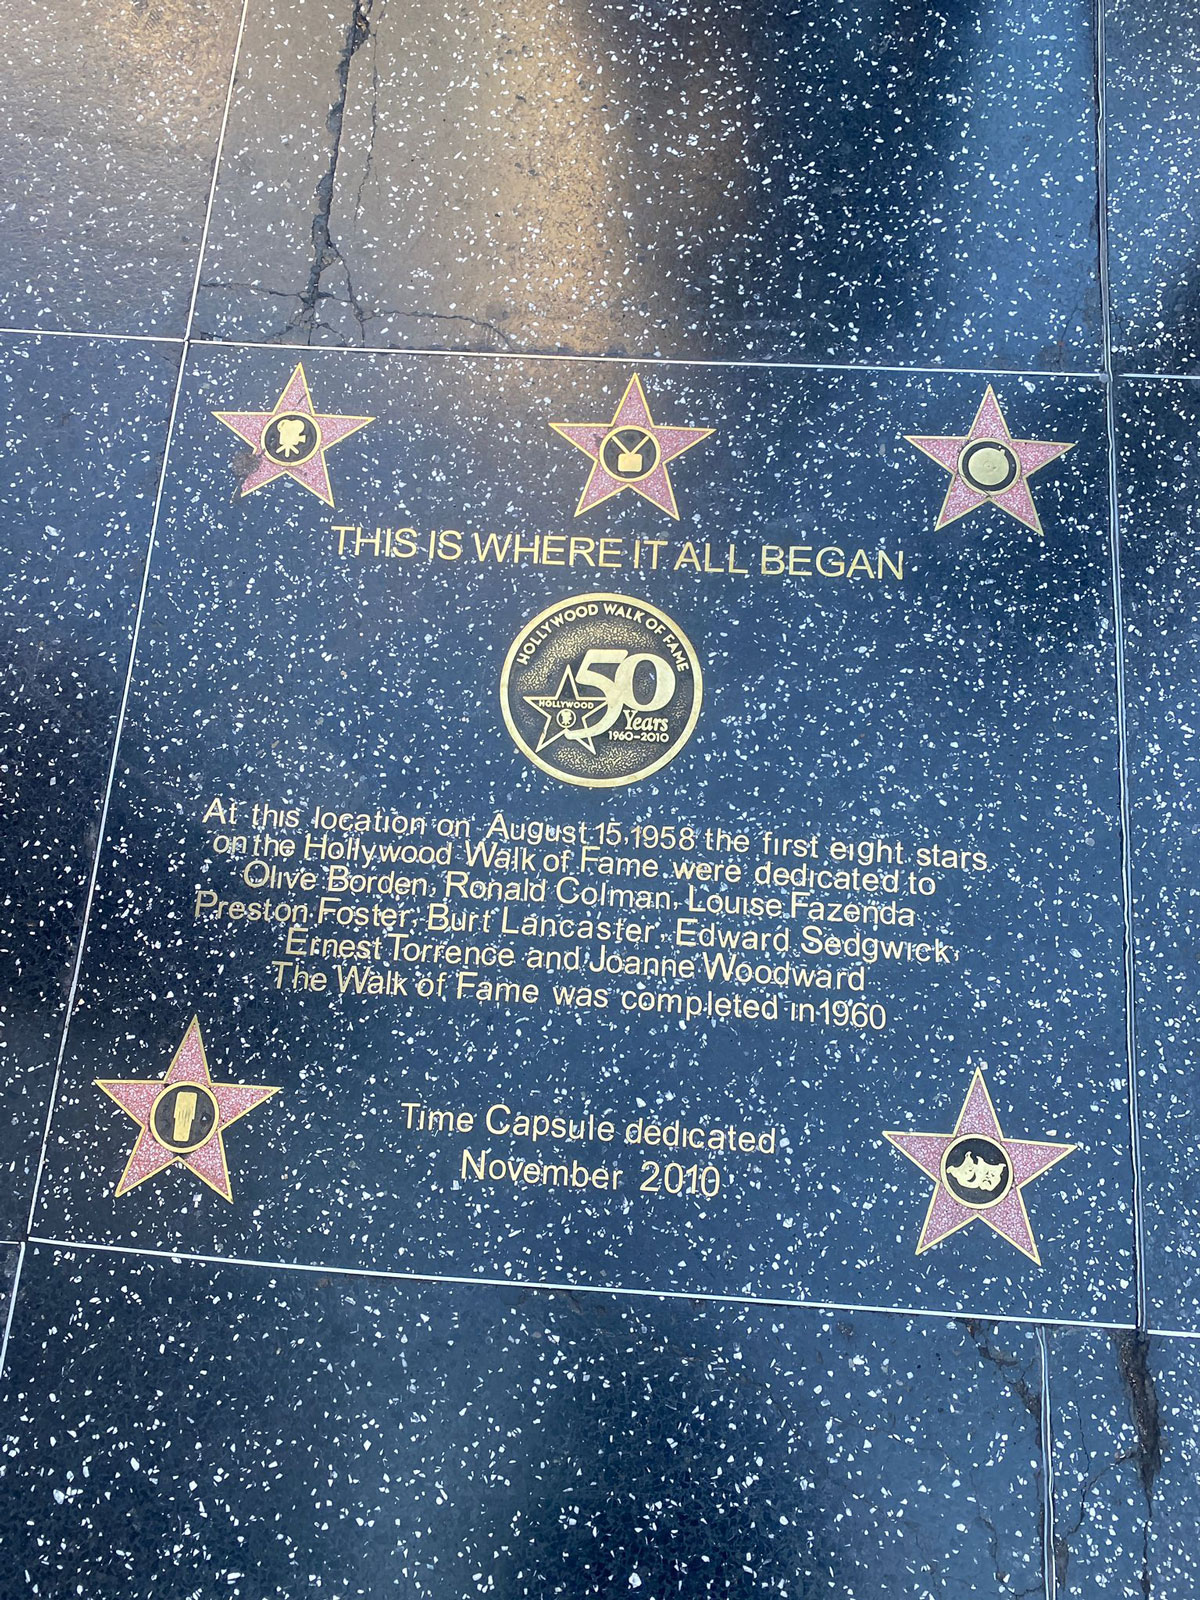 THIS IS WHERE IT ALL BEGAN
HOLLYWOOD WALK OF FAME
50
HOLLYWOOD
Years
1960-2010
At this location on August 15, 1958 the first eight stars
on the Hollywood Walk of Fame were dedicated to
Olive Borden, Ronald Colman, Louise Fazenda
Preston Foster, Burt Lancaster, Edward Sedgwick,
Ernest Torrence and Joanne Woodward
The Walk of Fame was completed in 1960
Time Capsule dedicated
November 2010